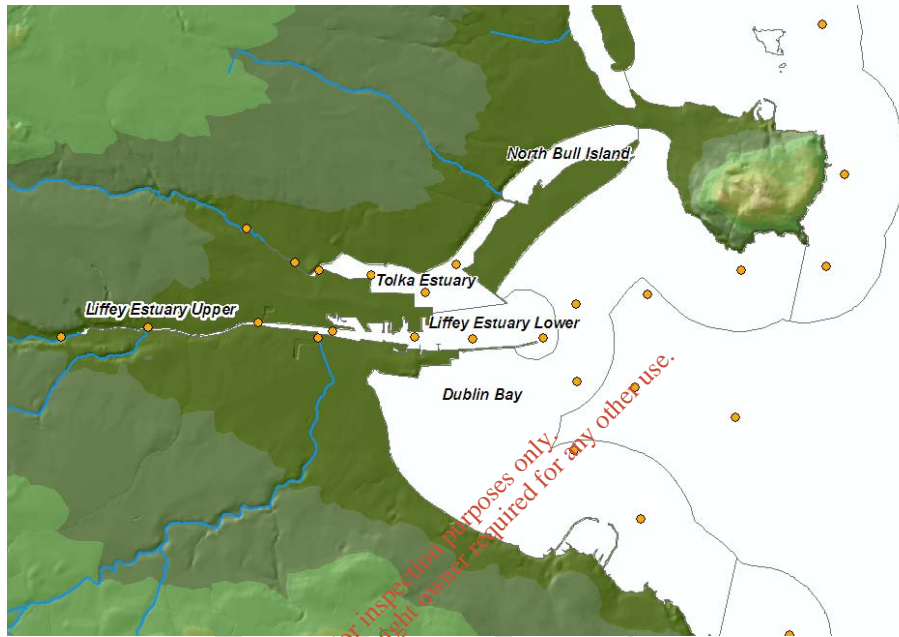 North Bull Island
Tolka Estuary
Liffey Estuary Upper
Liffey Estuary Lower
Dublin Bay
inspection purposes only.
owner required for any other use.